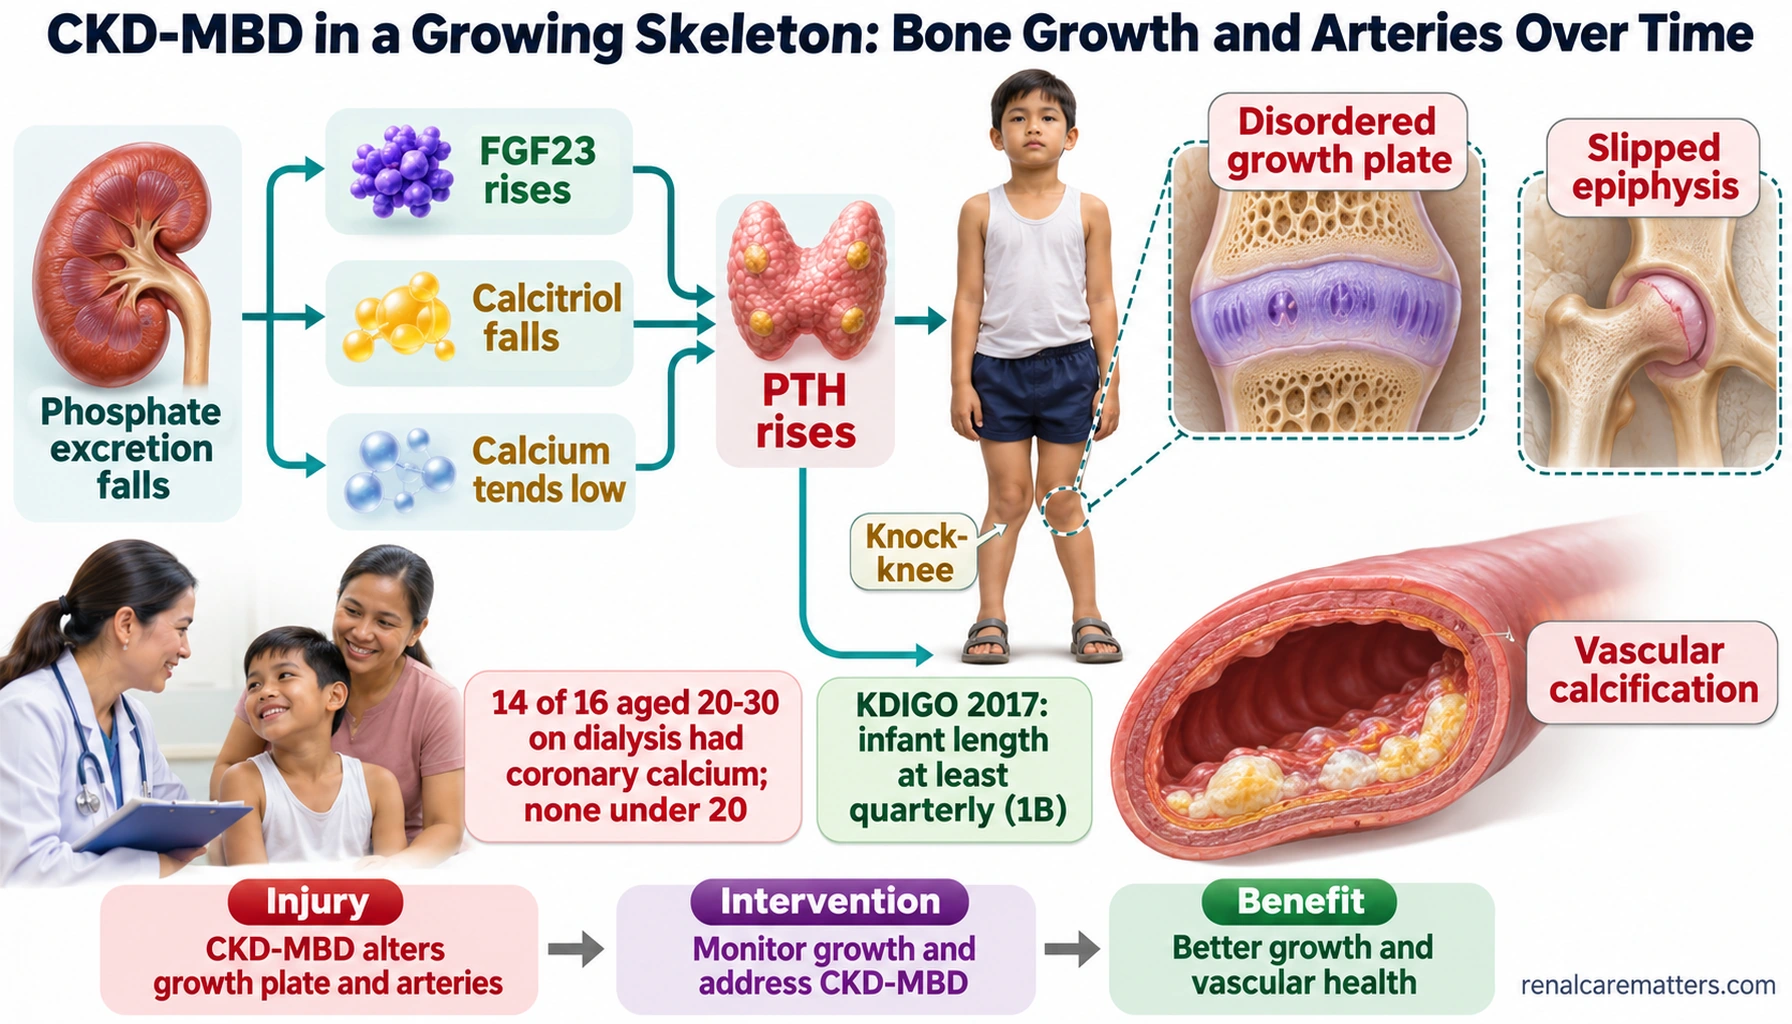 CKD-MBD in a Growing Skeleton: Bone Growth and Arteries Over Time
Phosphate
excretion
falls
FGF23
rises
Calcitriol
falls
Calcium
tends low
PTH
rises
Knock-
knee
Disordered
growth plate
Slipped
epiphysis
Vascular
calcification
14 of 16 aged 20-30
on dialysis had
coronary calcium;
none under 20
KDIGO 2017:
infant length
at least
quarterly (1B)
Injury
CKD-MBD alters
growth plate and arteries
Intervention
Monitor growth and
address CKD-MBD
Benefit
Better growth and
vascular health
renalcarematters.com